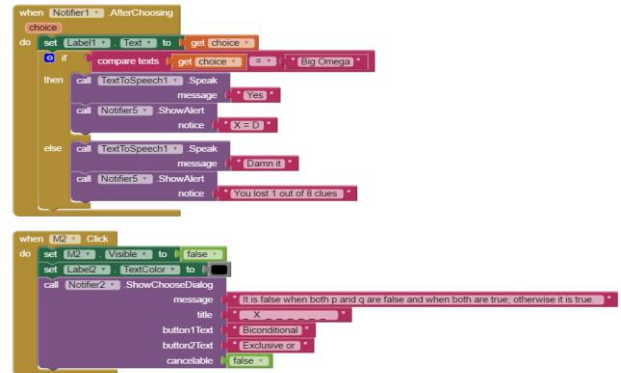 when Notifier1 .AfterChoosing
choice
do set Label1 . Text to get choice
if compare texts get choice = " Big Omega "
then call TextToSpeech1 .Speak
message " Yes "
call Notifier5 .ShowAlert
notice " X = D "
else call TextToSpeech1 .Speak
message " Damn it "
call Notifier5 .ShowAlert
notice " You lost 1 out of 8 clues "
when M2 .Click
do set M2 . Visible to false
set Label2 . TextColor to
call Notifier2 .ShowChooseDialog
message " It is false when both p and q are false and when both are true; otherwise it is true. "
title " _ X _ _ _ _ _ _ "
button1Text " Biconditional "
button2Text " Exclusive or "
cancelable false